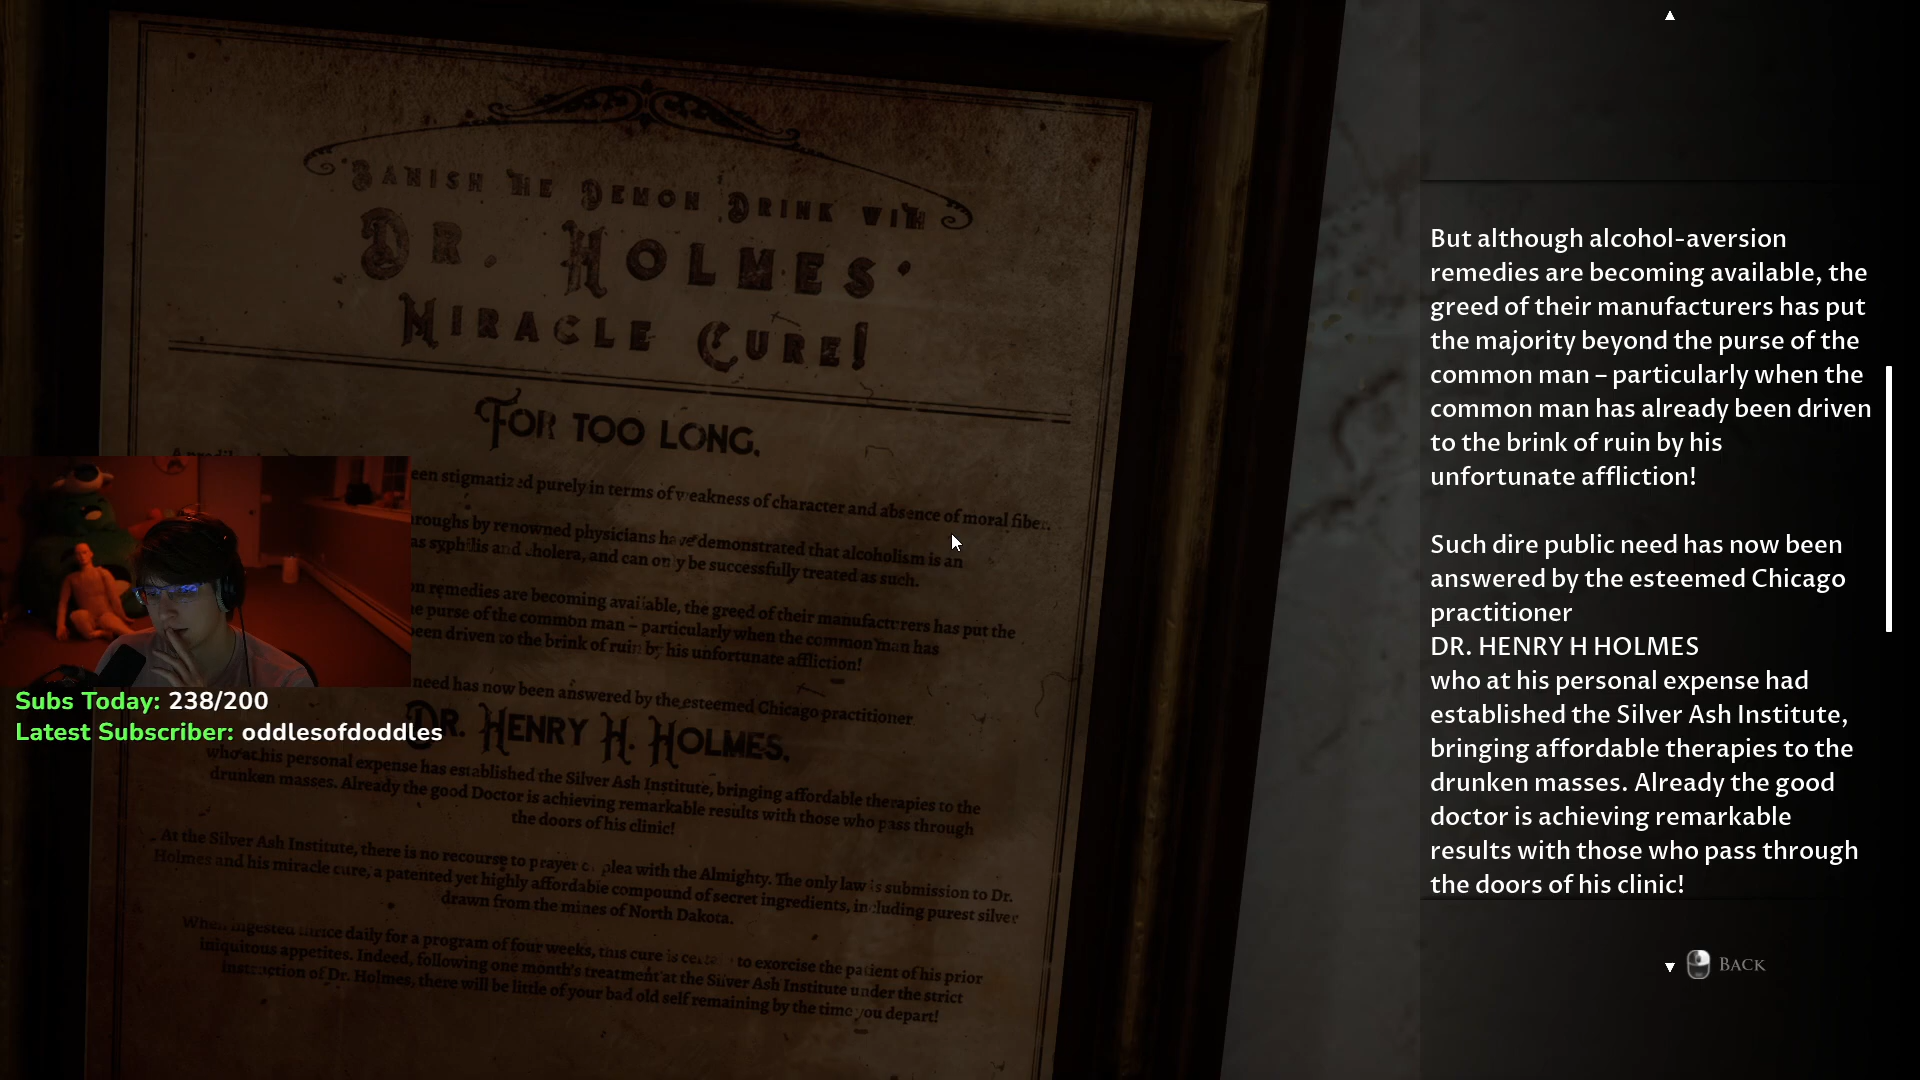 BANISH THE DEMON DRINK WITH
DR. HOLMES'
MIRACLE CURE!
FOR TOO LONG,
een stigmatized purely in terms of weakness of character and absence of moral fiber.
roughs by renowned physicians have demonstrated that alcoholism is an
as syphilis and cholera, and can only be successfully treated as such.
on remedies are becoming available, the greed of their manufacturers has put the
e purse of the common man – particularly when the common man has
been driven to the brink of ruin by his unfortunate affliction!
need has now been answered by the esteemed Chicago practitioner
DR. HENRY H. HOLMES,
who at his personal expense has established the Silver Ash Institute, bringing affordable therapies to the
drunken masses. Already the good Doctor is achieving remarkable results with those who pass through
the doors of his clinic!
At the Silver Ash Institute, there is no recourse to prayer or plea with the Almighty. The only law is submission to Dr.
Holmes and his miracle cure, a patented yet highly affordable compound of secret ingredients, including purest silver
drawn from the mines of North Dakota.
When ingested thrice daily for a program of four weeks, this cure is certain to exorcise the patient of his prior
iniquitous appetites. Indeed, following one month's treatment at the Silver Ash Institute under the strict
instruction of Dr. Holmes, there will be little of your bad old self remaining by the time you depart!
Subs Today: 238/200
Latest Subscriber: oddlesofdoddles
But although alcohol-aversion
remedies are becoming available, the
greed of their manufacturers has put
the majority beyond the purse of the
common man – particularly when the
common man has already been driven
to the brink of ruin by his
unfortunate affliction!
Such dire public need has now been
answered by the esteemed Chicago
practitioner
DR. HENRY H HOLMES
who at his personal expense had
established the Silver Ash Institute,
bringing affordable therapies to the
drunken masses. Already the good
doctor is achieving remarkable
results with those who pass through
the doors of his clinic!
BACK